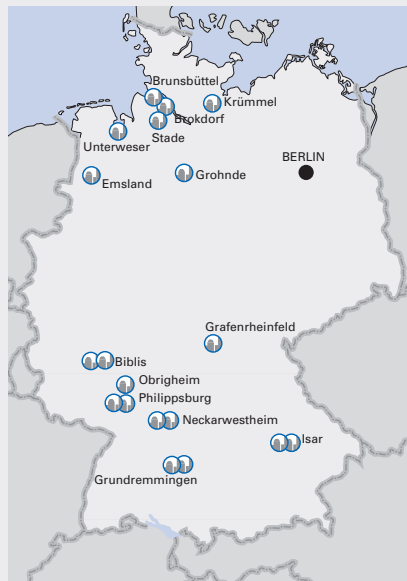 Brunsbüttel
Krümmel
Brokdorf
Stade
Unterweser
BERLIN
Emsland
Grohnde
Grafenrheinfeld
Biblis
Obrigheim
Philippsburg
Neckarwestheim
Isar
Grundremmingen